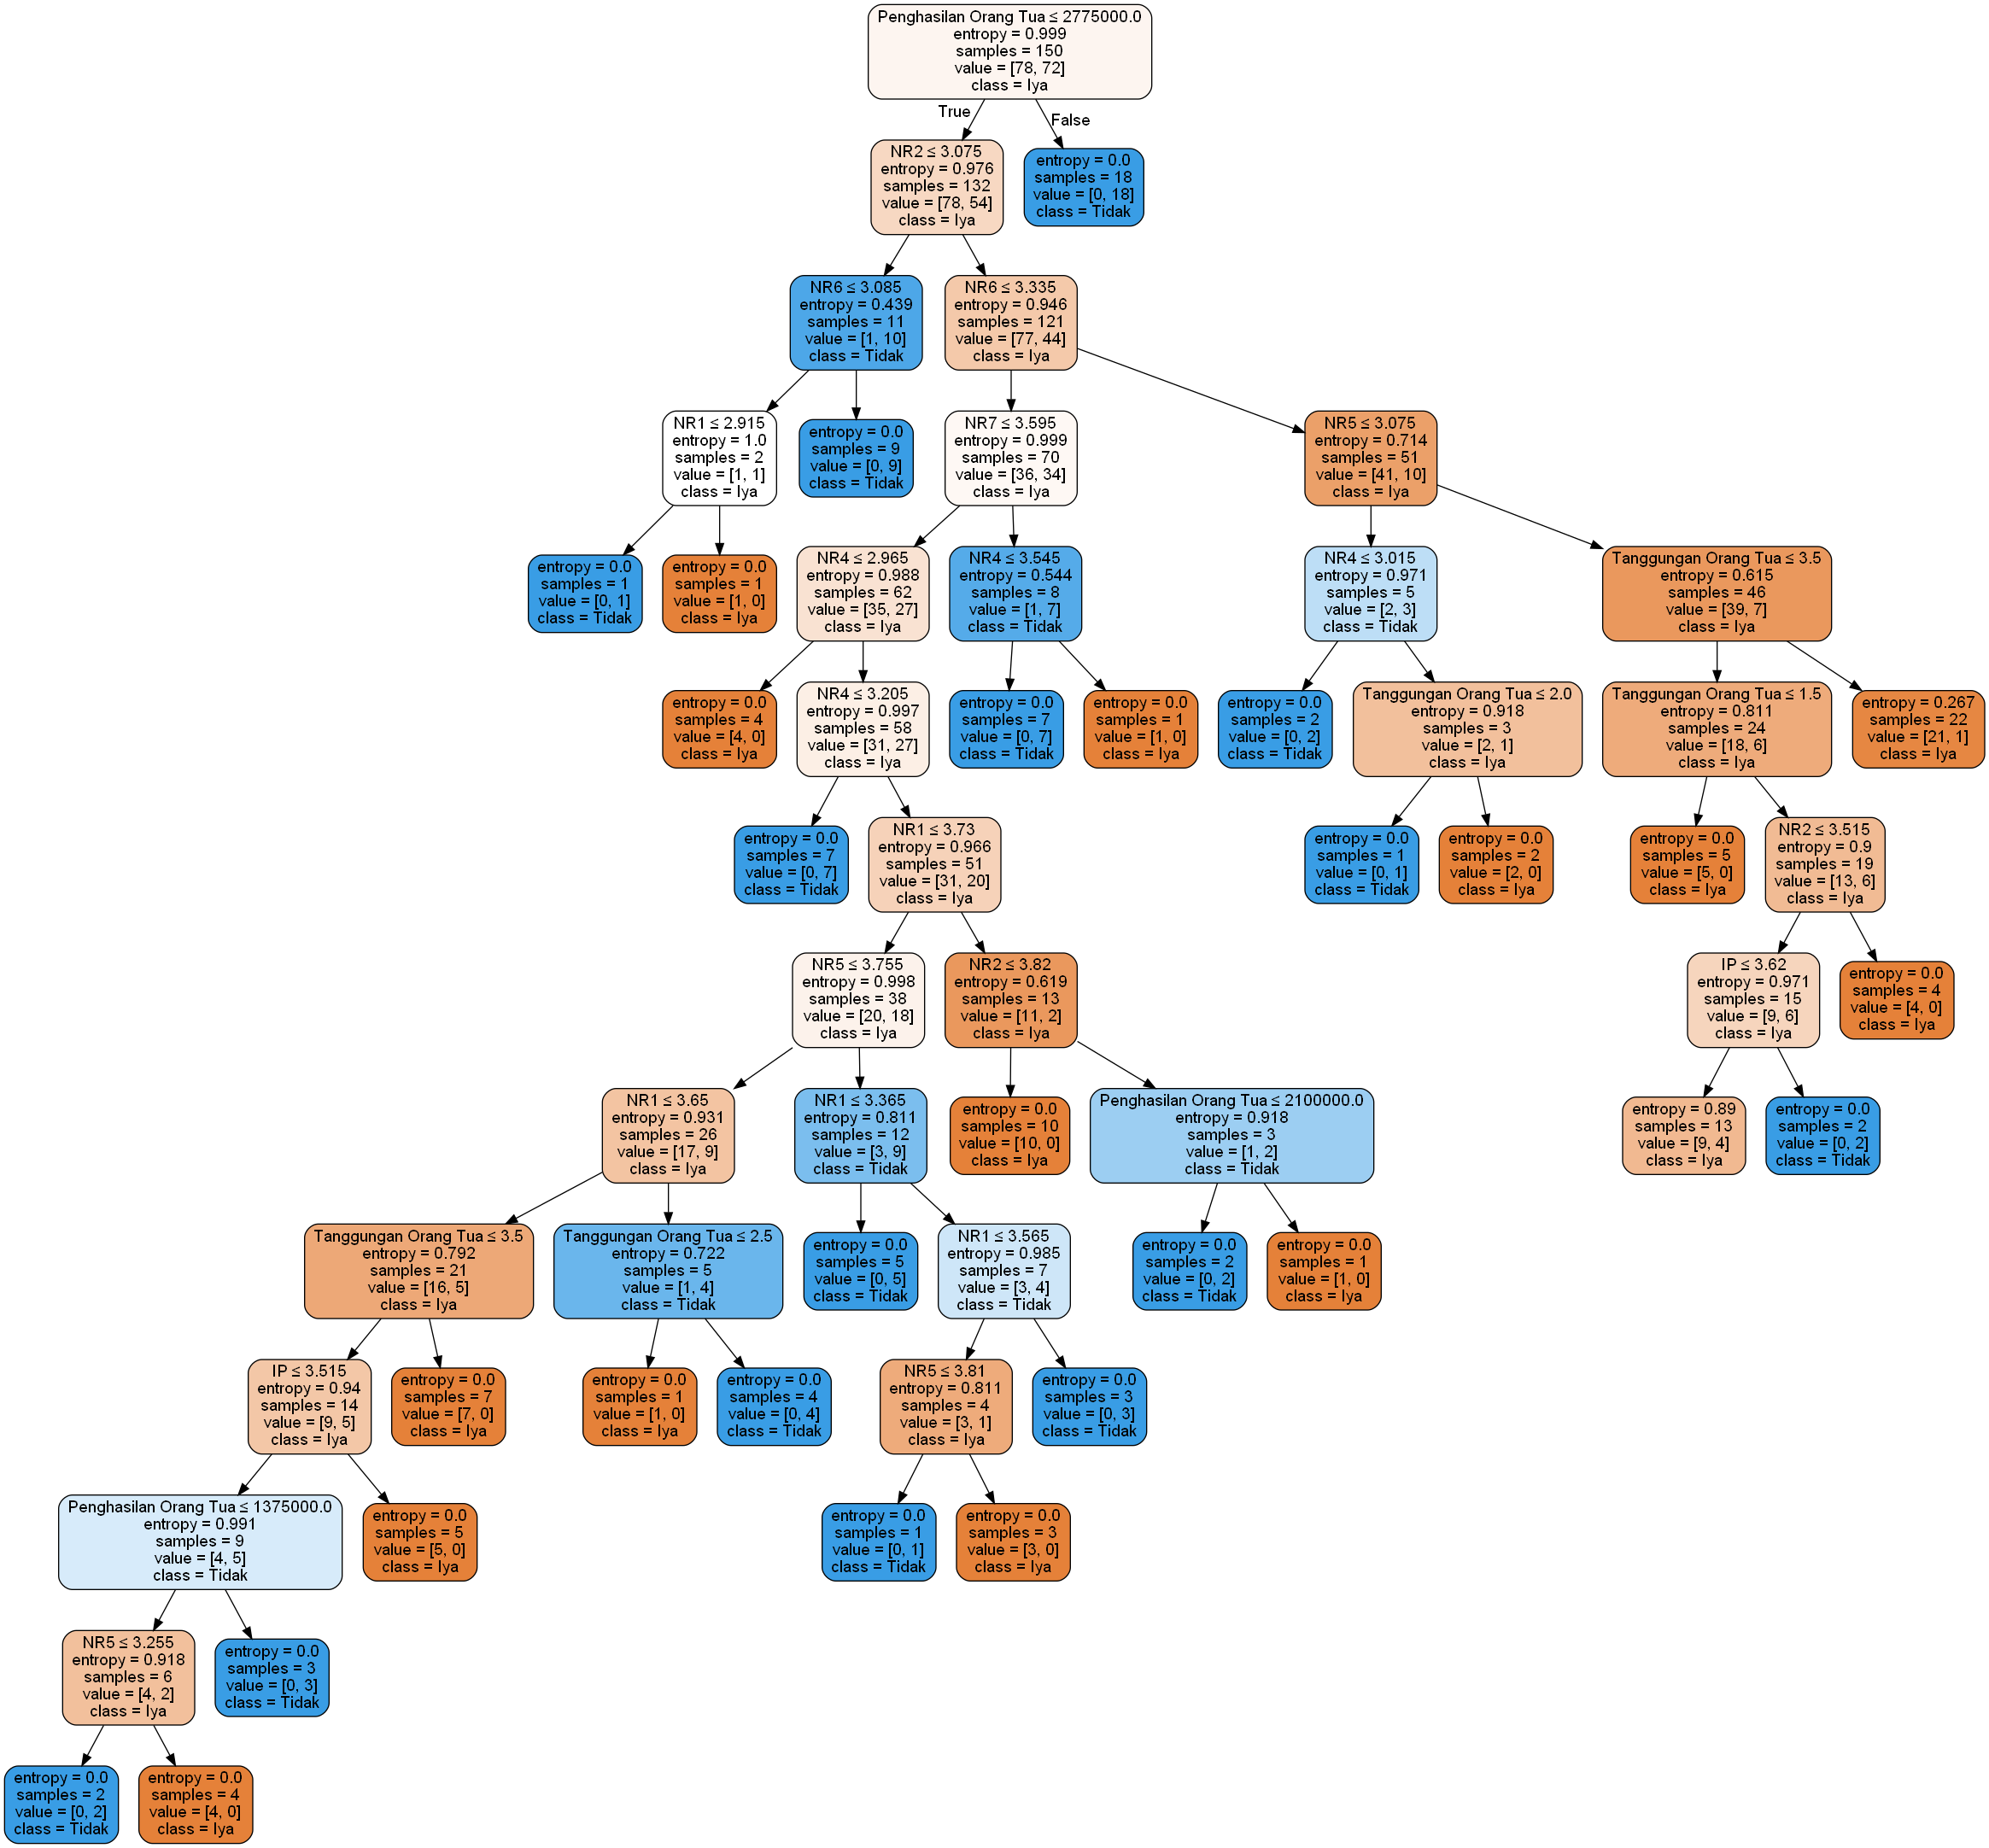 Penghasilan Orang Tua ≤ 2775000.0
entropy = 0.999
samples = 150
value = [78, 72]
class = Iya
True
False
NR2 ≤ 3.075
entropy = 0.976
samples = 132
value = [78, 54]
class = Iya
entropy = 0.0
samples = 18
value = [0, 18]
class = Tidak
NR6 ≤ 3.085
entropy = 0.439
samples = 11
value = [1, 10]
class = Tidak
NR6 ≤ 3.335
entropy = 0.946
samples = 121
value = [77, 44]
class = Iya
NR1 ≤ 2.915
entropy = 1.0
samples = 2
value = [1, 1]
class = Iya
entropy = 0.0
samples = 9
value = [0, 9]
class = Tidak
NR7 ≤ 3.595
entropy = 0.999
samples = 70
value = [36, 34]
class = Iya
NR5 ≤ 3.075
entropy = 0.714
samples = 51
value = [41, 10]
class = Iya
entropy = 0.0
samples = 1
value = [0, 1]
class = Tidak
entropy = 0.0
samples = 1
value = [1, 0]
class = Iya
NR4 ≤ 2.965
entropy = 0.988
samples = 62
value = [35, 27]
class = Iya
NR4 ≤ 3.545
entropy = 0.544
samples = 8
value = [1, 7]
class = Tidak
NR4 ≤ 3.015
entropy = 0.971
samples = 5
value = [2, 3]
class = Tidak
Tanggungan Orang Tua ≤ 3.5
entropy = 0.615
samples = 46
value = [39, 7]
class = Iya
entropy = 0.0
samples = 4
value = [4, 0]
class = Iya
NR4 ≤ 3.205
entropy = 0.997
samples = 58
value = [31, 27]
class = Iya
entropy = 0.0
samples = 7
value = [0, 7]
class = Tidak
entropy = 0.0
samples = 1
value = [1, 0]
class = Iya
entropy = 0.0
samples = 2
value = [0, 2]
class = Tidak
Tanggungan Orang Tua ≤ 2.0
entropy = 0.918
samples = 3
value = [2, 1]
class = Iya
Tanggungan Orang Tua ≤ 1.5
entropy = 0.811
samples = 24
value = [18, 6]
class = Iya
entropy = 0.267
samples = 22
value = [21, 1]
class = Iya
entropy = 0.0
samples = 7
value = [0, 7]
class = Tidak
NR1 ≤ 3.73
entropy = 0.966
samples = 51
value = [31, 20]
class = Iya
entropy = 0.0
samples = 1
value = [0, 1]
class = Tidak
entropy = 0.0
samples = 2
value = [2, 0]
class = Iya
entropy = 0.0
samples = 5
value = [5, 0]
class = Iya
NR2 ≤ 3.515
entropy = 0.9
samples = 19
value = [13, 6]
class = Iya
NR5 ≤ 3.755
entropy = 0.998
samples = 38
value = [20, 18]
class = Iya
NR2 ≤ 3.82
entropy = 0.619
samples = 13
value = [11, 2]
class = Iya
IP ≤ 3.62
entropy = 0.971
samples = 15
value = [9, 6]
class = Iya
entropy = 0.0
samples = 4
value = [4, 0]
class = Iya
NR1 ≤ 3.65
entropy = 0.931
samples = 26
value = [17, 9]
class = Iya
NR1 ≤ 3.365
entropy = 0.811
samples = 12
value = [3, 9]
class = Tidak
entropy = 0.0
samples = 10
value = [10, 0]
class = Iya
Penghasilan Orang Tua ≤ 2100000.0
entropy = 0.918
samples = 3
value = [1, 2]
class = Tidak
entropy = 0.89
samples = 13
value = [9, 4]
class = Iya
entropy = 0.0
samples = 2
value = [0, 2]
class = Tidak
Tanggungan Orang Tua ≤ 3.5
entropy = 0.792
samples = 21
value = [16, 5]
class = Iya
Tanggungan Orang Tua ≤ 2.5
entropy = 0.722
samples = 5
value = [1, 4]
class = Tidak
entropy = 0.0
samples = 5
value = [0, 5]
class = Tidak
NR1 ≤ 3.565
entropy = 0.985
samples = 7
value = [3, 4]
class = Tidak
entropy = 0.0
samples = 2
value = [0, 2]
class = Tidak
entropy = 0.0
samples = 1
value = [1, 0]
class = Iya
IP ≤ 3.515
entropy = 0.94
samples = 14
value = [9, 5]
class = Iya
entropy = 0.0
samples = 7
value = [7, 0]
class = Iya
entropy = 0.0
samples = 1
value = [1, 0]
class = Iya
entropy = 0.0
samples = 4
value = [0, 4]
class = Tidak
NR5 ≤ 3.81
entropy = 0.811
samples = 4
value = [3, 1]
class = Iya
entropy = 0.0
samples = 3
value = [0, 3]
class = Tidak
Penghasilan Orang Tua ≤ 1375000.0
entropy = 0.991
samples = 9
value = [4, 5]
class = Tidak
entropy = 0.0
samples = 5
value = [5, 0]
class = Iya
entropy = 0.0
samples = 1
value = [0, 1]
class = Tidak
entropy = 0.0
samples = 3
value = [3, 0]
class = Iya
NR5 ≤ 3.255
entropy = 0.918
samples = 6
value = [4, 2]
class = Iya
entropy = 0.0
samples = 3
value = [0, 3]
class = Tidak
entropy = 0.0
samples = 2
value = [0, 2]
class = Tidak
entropy = 0.0
samples = 4
value = [4, 0]
class = Iya